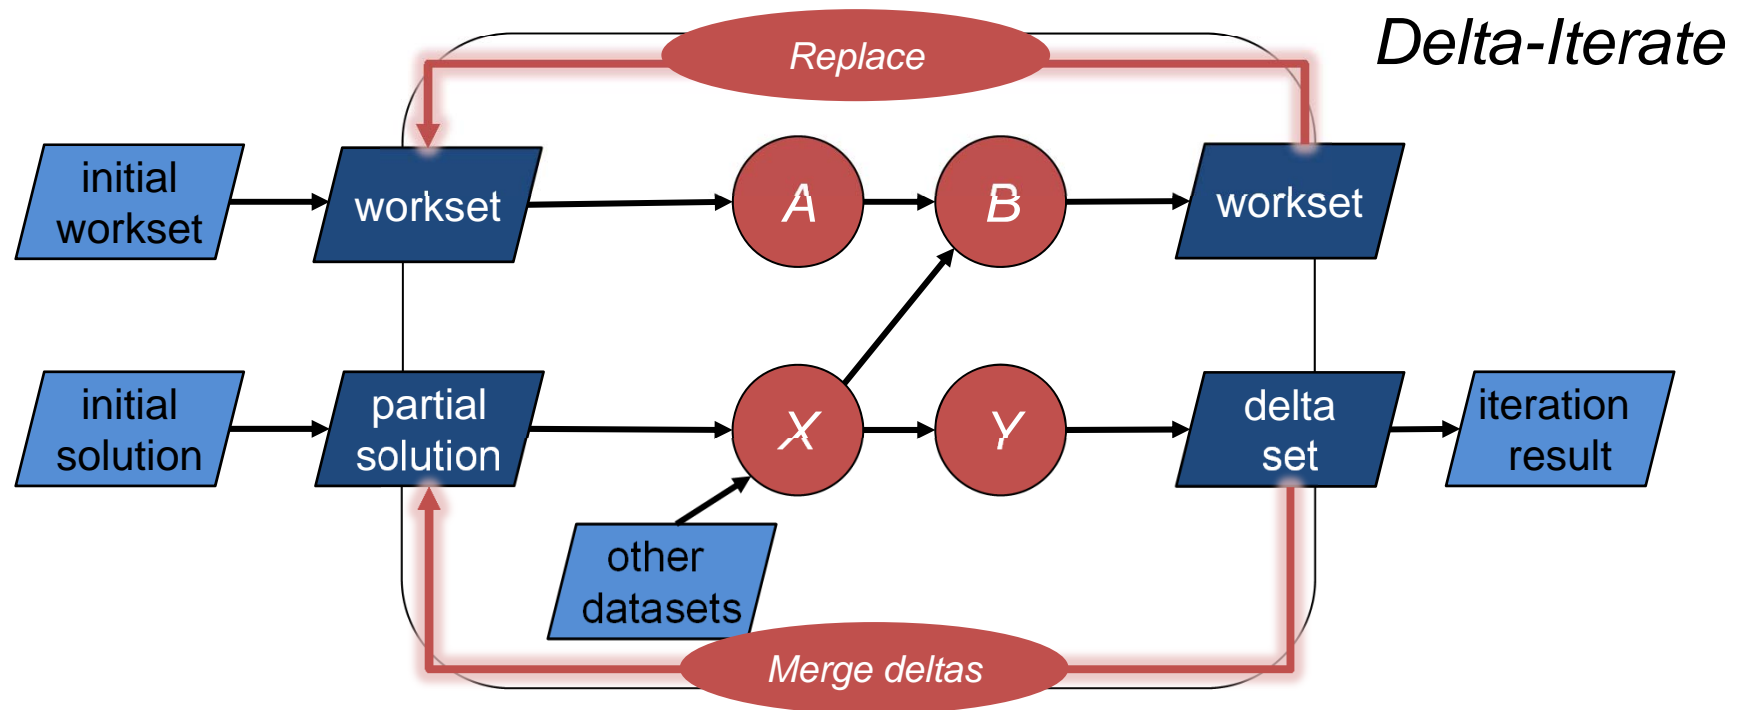 Delta-Iterate
Replace
initial
workset
workset
A
B
workset
initial
solution
partial
solution
X
Y
delta
set
iteration
result
other
datasets
Merge deltas